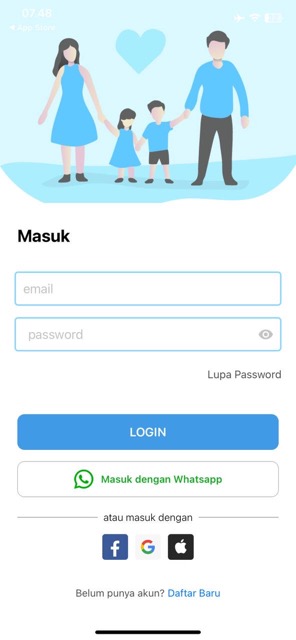 07.48
App Store
Masuk
email
password
Lupa Password
LOGIN
Masuk dengan Whatsapp
atau masuk dengan
Belum punya akun? Daftar Baru